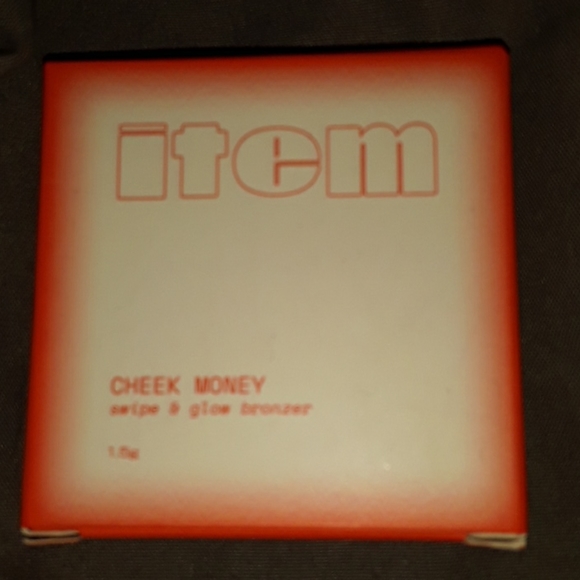 item
CHEEK MONEY
swipe & glow bronzer